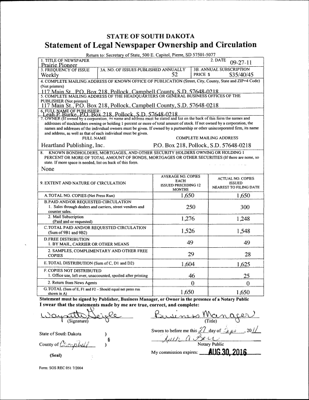 STATE OF SOUTH DAKOTA
Statement of Legal Newspaper Ownership and Circulation
Return to: Secretary of State, 500 E. Capitol, Pierre, SD 57501-5077
1. TITLE OF NEWSPAPER
Prairie Pioneer
2. DATE
09-27-11
3. FREQUENCY OF ISSUE
Weekly
3A. NO. OF ISSUES PUBLISHED ANNUALLY
52
3B. ANNUAL SUBSCRIPTION
PRICE $ $35/40/45
4. COMPLETE MAILING ADDRESS OF KNOWN OFFICE OF PUBLICATION (Street, City, County, State and ZIP+4 Code)
(Not printers)
117 Main St., P.O. Box 218, Pollock, Campbell County, S.D. 57648-0218
5. COMPLETE MAILING ADDRESS OF THE HEADQUARTERS OR GENERAL BUSINESS OFFICES OF THE
PUBLISHER (Not printer)
117 Main St., P.O. Box 218, Pollock, Campbell County, S.D. 57648-0218
6. FULL NAME OF PUBLISHER
Leah P. Burke, P.O. Box 218, Pollock, S.D. 57648-0218
7. OWNER (If owned by a corporation, its name and address must be stated and list on the back of this form the names and
addresses of stockholders owning or holding 1 percent or more of total amount of stock. If not owned by a corporation, the
names and addresses of the individual owners must be given. If owned by a partnership or other unincorporated firm, its name
and address, as well as that of each individual must be given.
FULL NAME
COMPLETE MAILING ADDRESS
Heartland Publishing, Inc.
P.O. Box 218, Pollock, S.D. 57648-0218
8. KNOWN BONDHOLDERS, MORTGAGES, AND OTHER SECURITY HOLDERS OWNING OR HOLDING 1
PERCENT OR MORE OF TOTAL AMOUNT OF BONDS, MORTGAGES OR OTHER SECURITIES (If there are none, so
state. If more space is needed, list on back of this form.
None
9. EXTENT AND NATURE OF CIRCULATION
AVERAGE NO. COPIES
EACH
ISSUED PRECEDING 12
MONTHS
ACTUAL NO. COPIES
ISSUED
NEAREST TO FILING DATE
A. TOTAL NO. COPIES (Net Press Run)
1,650
1,650
B. PAID AND/OR REQUESTED CIRCULATION
1. Sales through dealers and carriers, street vendors and
counter sales.
250
300
2. Mail Subscription
(Paid and or requested)
1,276
1,248
C. TOTAL PAID AND/OR REQUESTED CIRCULATION
(Sum of 9B1 and 9B2)
1,526
1,548
D. FREE DISTRIBUTION
1. BY MAIL, CARRIER OR OTHER MEANS
49
49
2. SAMPLES, COMPLIMENTARY AND OTHER FREE
COPIES
29
28
E. TOTAL DISTRIBUTION (Sum of C, D1 and D2)
1,604
1,625
F. COPIES NOT DISTRIBUTED
1. Office use, left over, unaccounted, spoiled after printing
46
25
2. Return from News Agents
0
0
G. TOTAL (Sum of E, F1 and F2 - Should equal net press run
shown in A)
1,650
1,650
Statement must be signed by Publisher, Business Manager, or Owner in the presence of a Notary Public
I swear that the statements made by me are true, correct, and complete:
Business Manager
(Signature)
(Title)
State of South Dakota )
County of Campbell )
Sworn to before me this 27 day of Sept. 2011
Notary Public
(Seal)
My commission expires: AUG 30, 2016